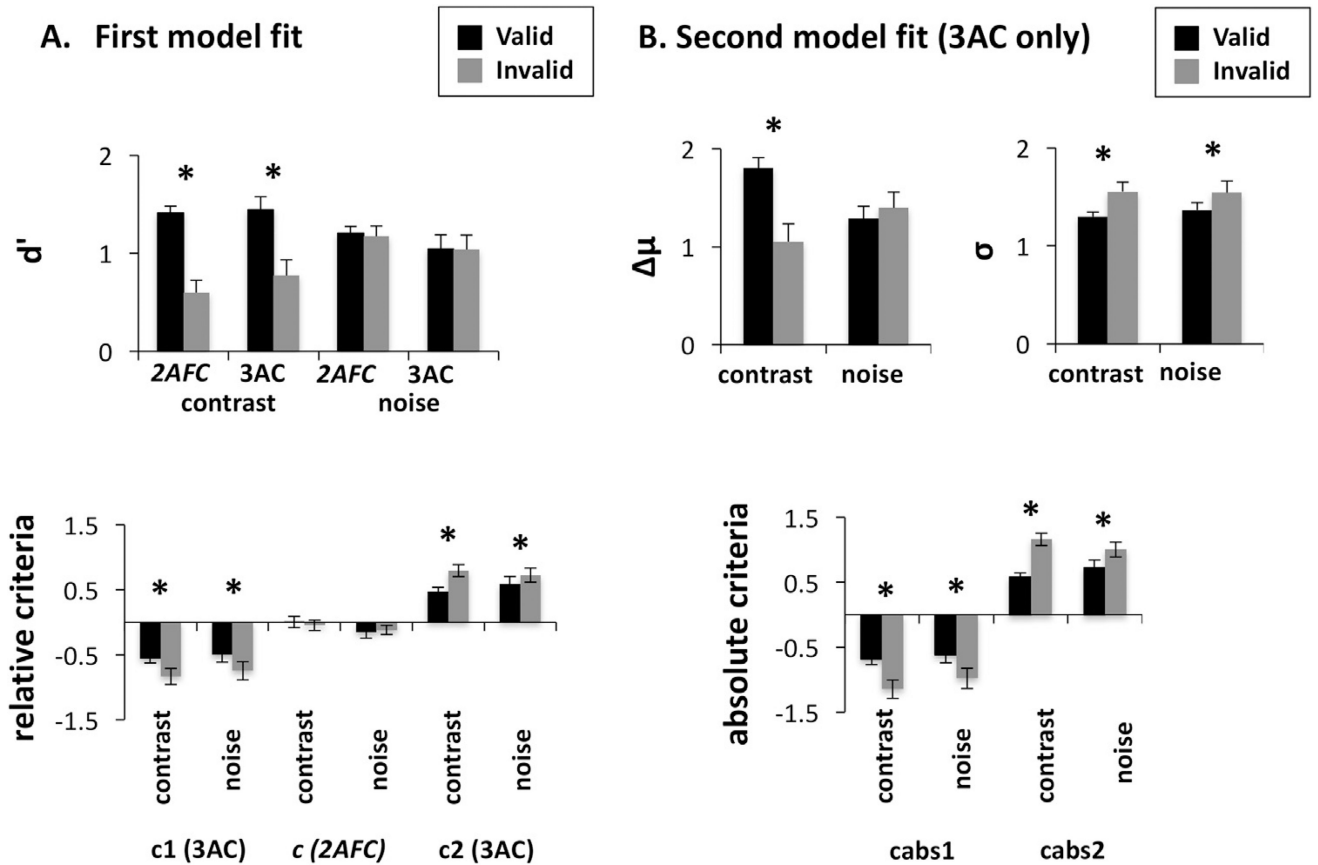 A. First model fit
Valid
Invalid
B. Second model fit (3AC only)
Valid
Invalid
d'
2
1
0
*
*
2AFC 3AC 2AFC 3AC
contrast noise
Δμ
2
1
0
*
contrast noise
σ
2
1
0
*
*
contrast noise
relative criteria
1.5
0.5
-0.5
-1.5
*
*
*
*
contrast
noise
contrast
noise
contrast
noise
c1 (3AC) c (2AFC) c2 (3AC)
absolute criteria
1.5
0.5
-0.5
-1.5
*
*
*
*
contrast
noise
contrast
noise
cabs1 cabs2